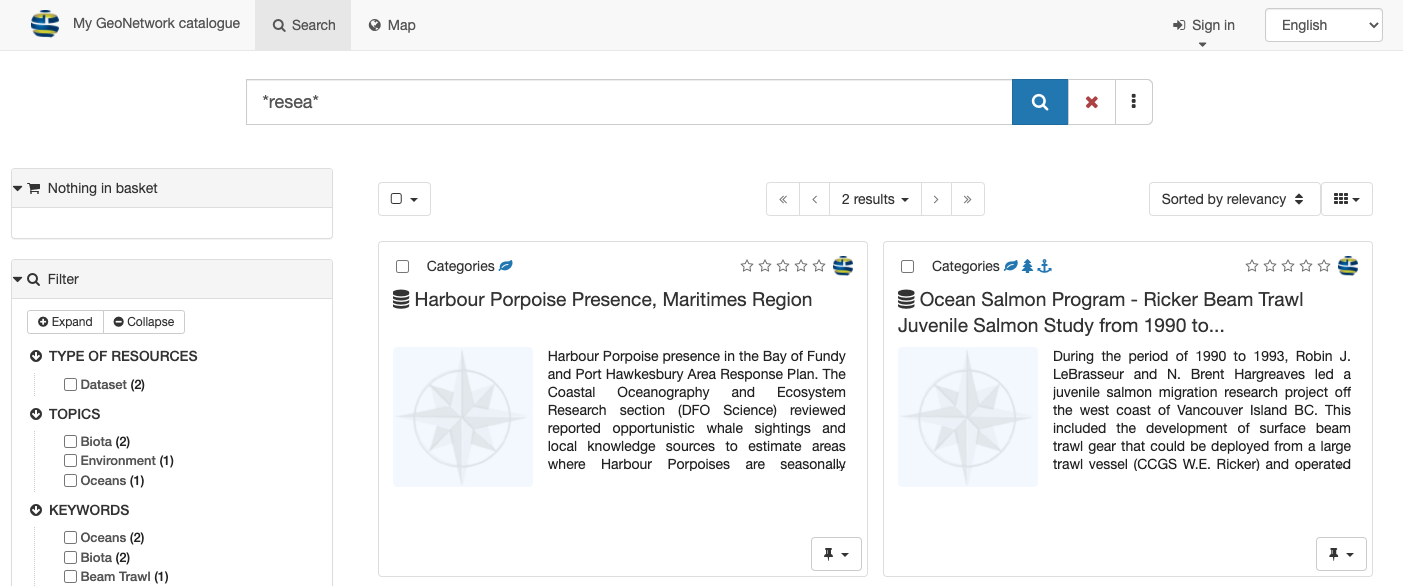 My GeoNetwork catalogue
Search
Map
Sign in
English
*resea*
Nothing in basket
Filter
Expand
Collapse
TYPE OF RESOURCES
Dataset (2)
TOPICS
Biota (2)
Environment (1)
Oceans (1)
KEYWORDS
Oceans (2)
Biota (2)
Beam Trawl (1)
«
‹
2 results
›
»
Sorted by relevancy
Categories
Harbour Porpoise Presence, Maritimes Region
Harbour Porpoise presence in the Bay of Fundy
and Port Hawkesbury Area Response Plan. The
Coastal Oceanography and Ecosystem
Research section (DFO Science) reviewed
reported opportunistic whale sightings and
local knowledge sources to estimate areas
where Harbour Porpoises are seasonally
Categories
Ocean Salmon Program - Ricker Beam Trawl
Juvenile Salmon Study from 1990 to...
During the period of 1990 to 1993, Robin J.
LeBrasseur and N. Brent Hargreaves led a
juvenile salmon migration research project off
the west coast of Vancouver Island BC. This
included the development of surface beam
trawl gear that could be deployed from a large
trawl vessel (CCGS W.E. Ricker) and operated